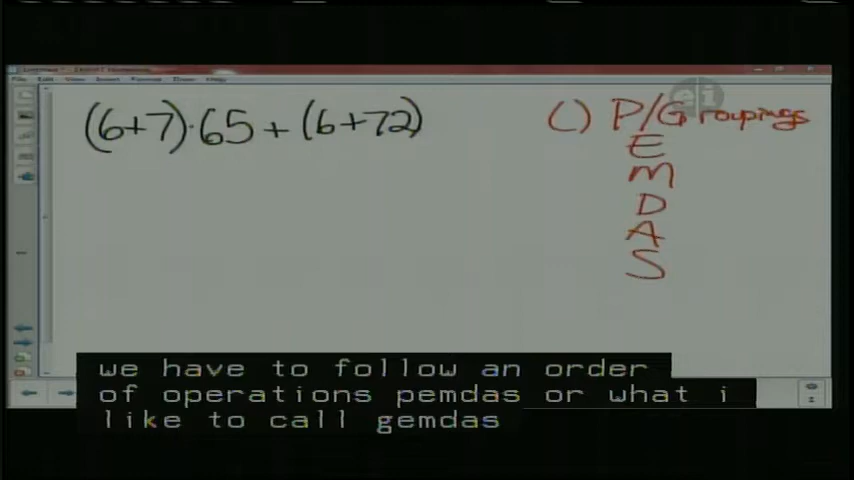 (6+7)·65+(6+72)
() P/Groupings
E
M
D
A
S
ei
we have to follow an order
of operations pemdas or what i
like to call gemdas